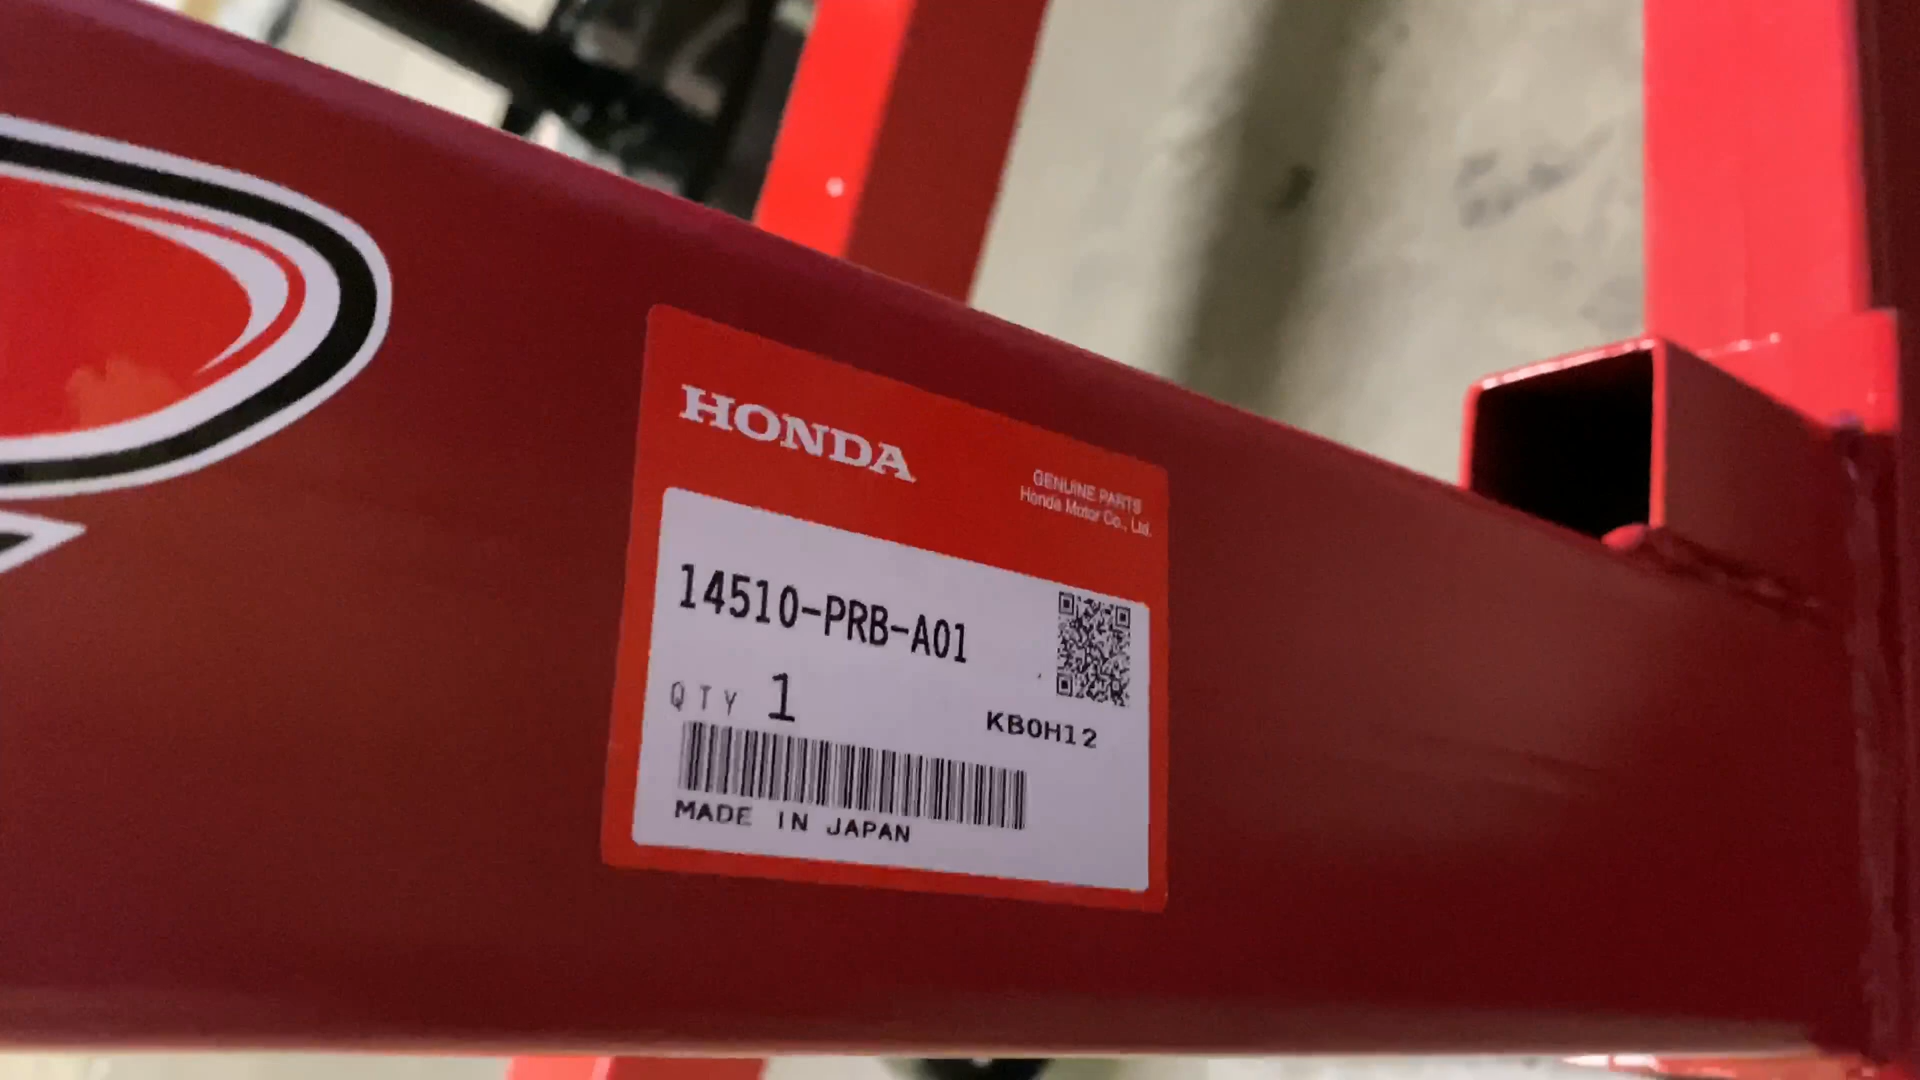 HONDA
GENUINE PARTS
Honda Motor Co., Ltd.
14510-PRB-A01
QTY 1
KB0H12
MADE IN JAPAN